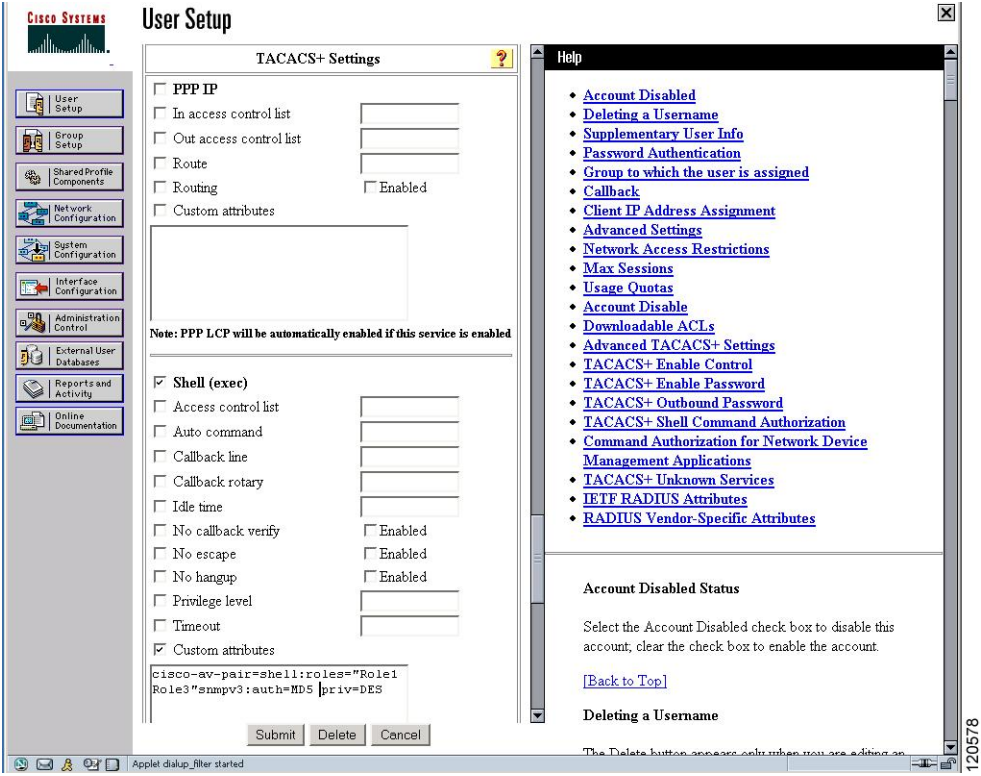 Cisco Systems
User Setup
User
Setup
Group
Setup
Shared Profile
Components
Network
Configuration
System
Configuration
Interface
Configuration
Administration
Control
External User
Databases
Reports and
Activity
Online
Documentation
TACACS+ Settings
?
PPP IP
In access control list
Out access control list
Route
Routing Enabled
Custom attributes
Note: PPP LCP will be automatically enabled if this service is enabled
Shell (exec)
Access control list
Auto command
Callback line
Callback rotary
Idle time
No callback verify Enabled
No escape Enabled
No hangup Enabled
Privilege level
Timeout
Custom attributes
cisco-av-pair=shell:roles="Role1
Role3"snmpv3:auth=MD5 priv=DES
Submit Delete Cancel
Help
Account Disabled
Deleting a Username
Supplementary User Info
Password Authentication
Group to which the user is assigned
Callback
Client IP Address Assignment
Advanced Settings
Network Access Restrictions
Max Sessions
Usage Quotas
Account Disable
Downloadable ACLs
Advanced TACACS+ Settings
TACACS+ Enable Control
TACACS+ Enable Password
TACACS+ Outbound Password
TACACS+ Shell Command Authorization
Command Authorization for Network Device
Management Applications
TACACS+ Unknown Services
IETF RADIUS Attributes
RADIUS Vendor-Specific Attributes
Account Disabled Status
Select the Account Disabled check box to disable this
account; clear the check box to enable the account.
[Back to Top]
Deleting a Username
The Delete button appears only when you are editing an
Applet dialup_filter started
120578